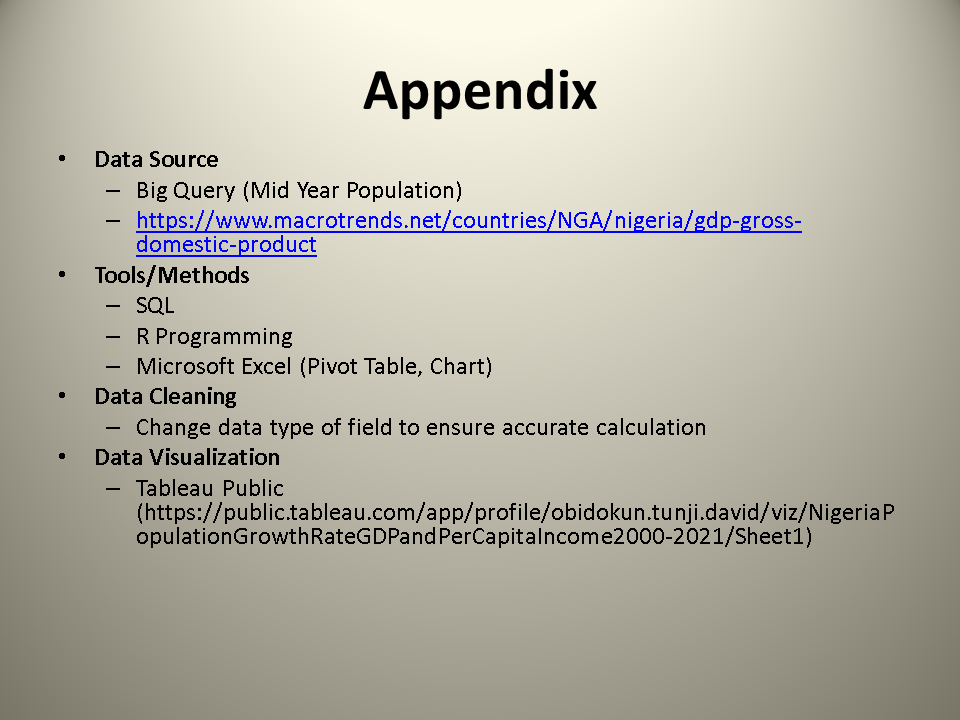 Appendix
• Data Source
– Big Query (Mid Year Population)
– https://www.macrotrends.net/countries/NGA/nigeria/gdp-gross-
domestic-product
• Tools/Methods
– SQL
– R Programming
– Microsoft Excel (Pivot Table, Chart)
• Data Cleaning
– Change data type of field to ensure accurate calculation
• Data Visualization
– Tableau Public
(https://public.tableau.com/app/profile/obidokun.tunji.david/viz/NigeriaP
opulationGrowthRateGDPandPerCapitaIncome2000-2021/Sheet1)